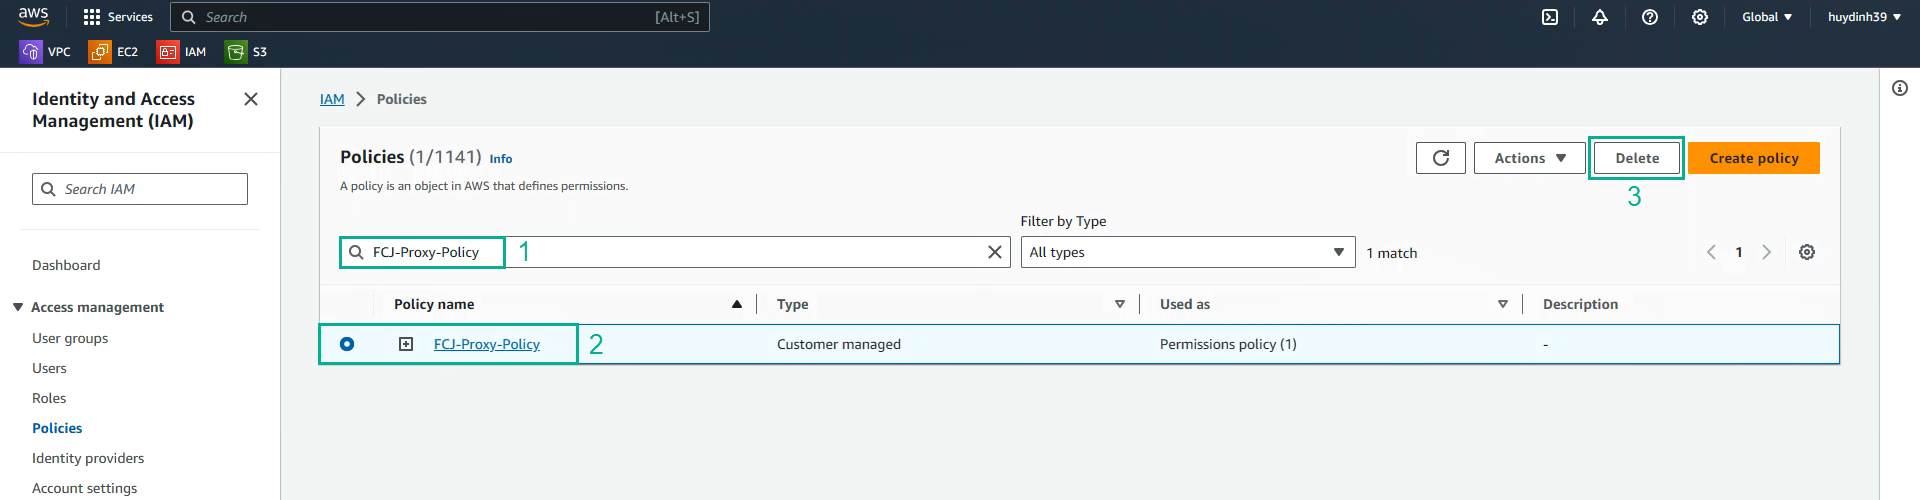 aws Services Search [Alt+S] Global huydinh39
VPC EC2 IAM S3
Identity and Access
Management (IAM)
Search IAM
Dashboard
Access management
User groups
Users
Roles
Policies
Identity providers
Account settings
IAM > Policies
Policies (1/1141) Info
A policy is an object in AWS that defines permissions.
Actions Delete Create policy
3
Filter by Type
FCJ-Proxy-Policy 1 All types 1 match 1
Policy name Type Used as Description
FCJ-Proxy-Policy 2 Customer managed Permissions policy (1) -